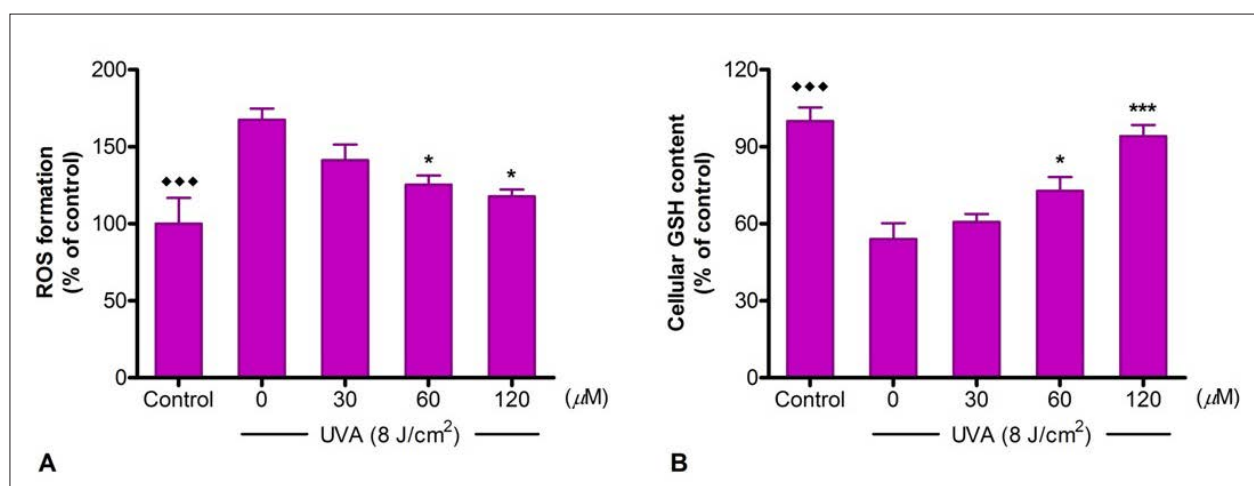 200
150
100
50
0
ROS formation
(% of control)
◆◆◆
*
*
Control 0 30 60 120 (μM)
UVA (8 J/cm²)
A
120
90
60
30
0
Cellular GSH content
(% of control)
◆◆◆
*
***
Control 0 30 60 120 (μM)
UVA (8 J/cm²)
B